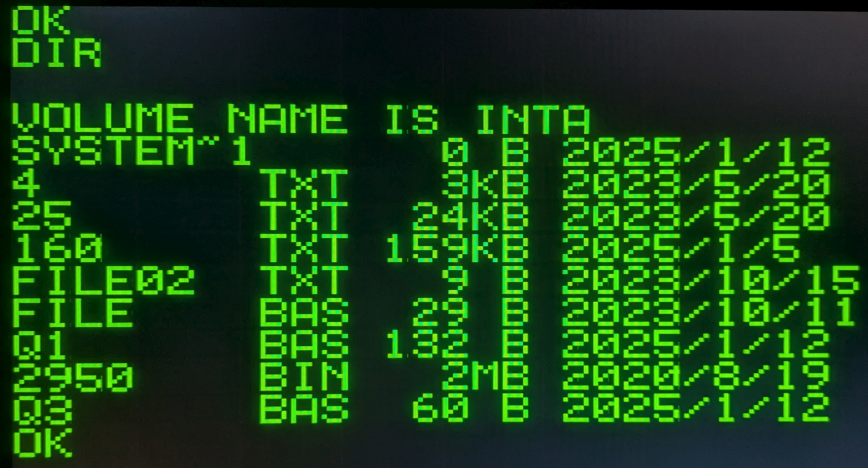 OK
DIR

VOLUME NAME IS INTA
SYSTEM~1 0 B 2025/1/12
4 TXT 3KB 2023/5/20
25 TXT 24KB 2023/5/20
160 TXT 159KB 2025/1/5
FILE02 TXT 9 B 2023/10/15
FILE BAS 29 B 2023/10/11
Q1 BAS 132 B 2025/1/12
2950 BIN 2MB 2020/8/19
Q3 BAS 60 B 2025/1/12
OK